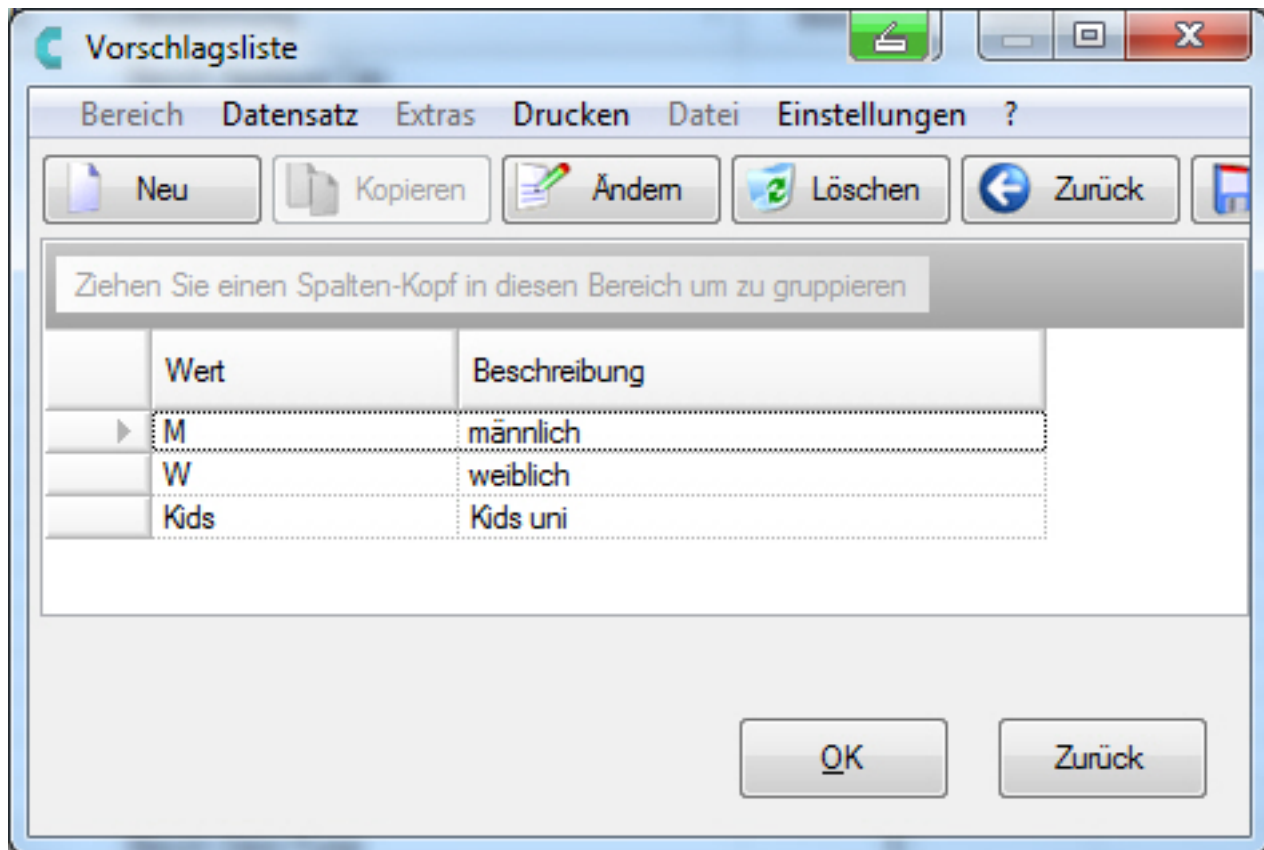 Vorschlagsliste
Bereich Datensatz Extras Drucken Datei Einstellungen ?
Neu Kopieren Ändern Löschen Zurück
Ziehen Sie einen Spalten-Kopf in diesen Bereich um zu gruppieren
Wert Beschreibung
M männlich
W weiblich
Kids Kids uni
OK Zurück